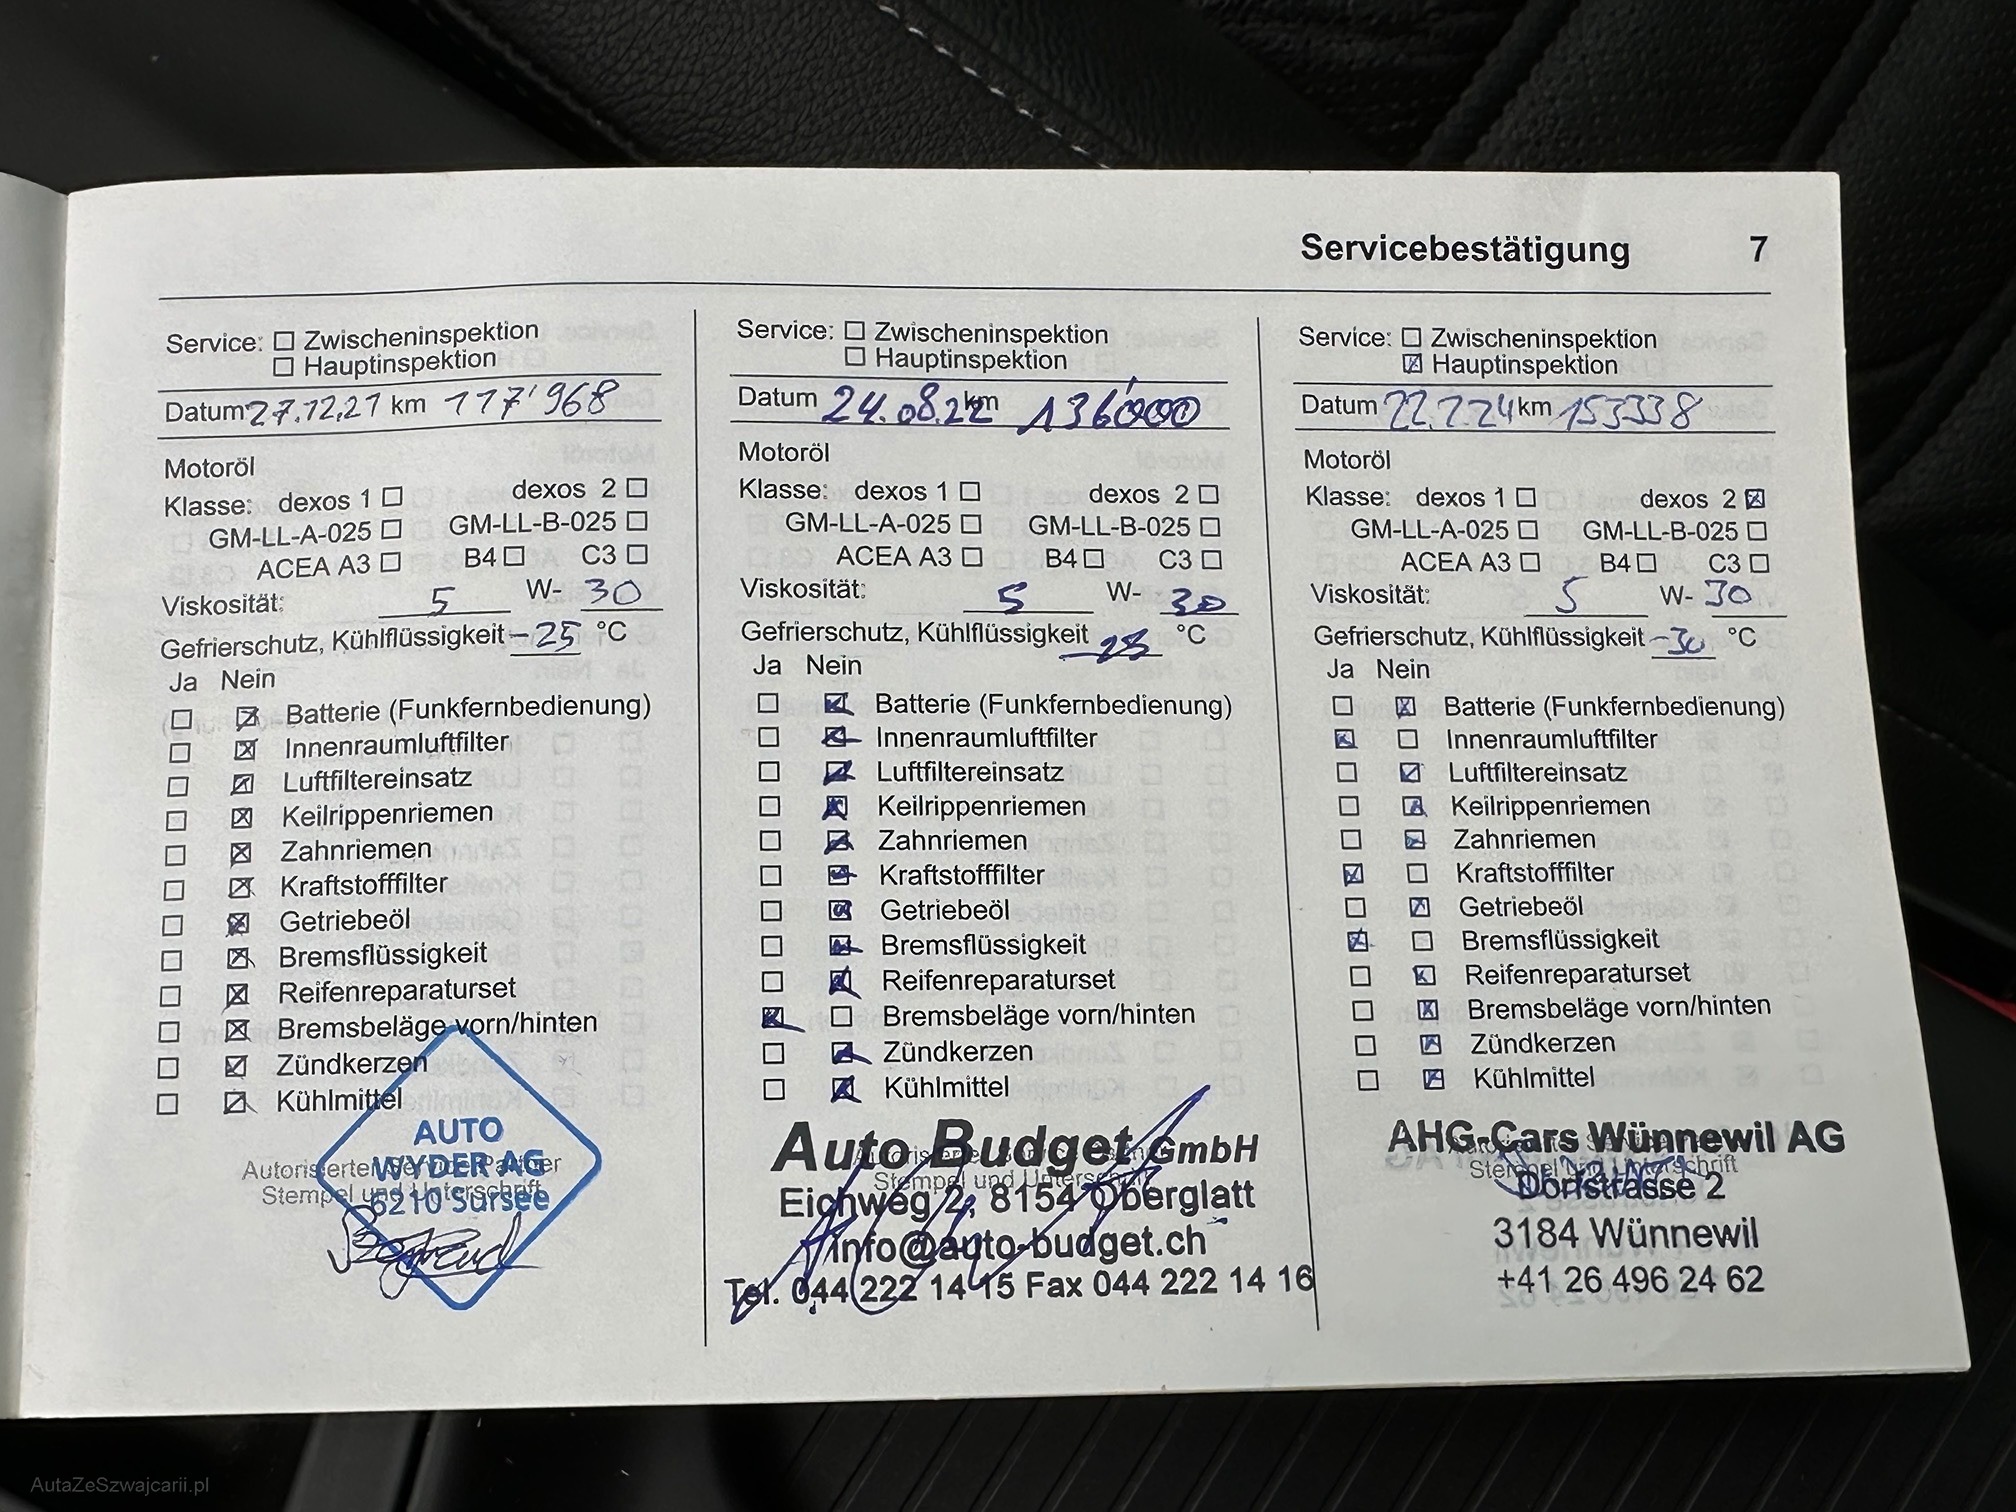 Servicebestätigung 7
Service: Zwischeninspektion
Hauptinspektion
Datum 27.12.21 km 117'968
Motoröl
Klasse: dexos 1 dexos 2
GM-LL-A-025 GM-LL-B-025
ACEA A3 B4 C3
Viskosität: 5 W- 30
Gefrierschutz, Kühlflüssigkeit -25 °C
Ja Nein
Batterie (Funkfernbedienung)
Innenraumluftfilter
Luftfiltereinsatz
Keilrippenriemen
Zahnriemen
Kraftstofffilter
Getriebeöl
Bremsflüssigkeit
Reifenreparaturset
Bremsbeläge vorn/hinten
Zündkerzen
Kühlmittel
Autorisierter Service Partner
Stempel und Unterschrift
AUTO
WYDER AG
6210 Sursee
Service: Zwischeninspektion
Hauptinspektion
Datum 24.08.22 km 136'000
Motoröl
Klasse: dexos 1 dexos 2
GM-LL-A-025 GM-LL-B-025
ACEA A3 B4 C3
Viskosität: 5 W- 30
Gefrierschutz, Kühlflüssigkeit -25 °C
Ja Nein
Batterie (Funkfernbedienung)
Innenraumluftfilter
Luftfiltereinsatz
Keilrippenriemen
Zahnriemen
Kraftstofffilter
Getriebeöl
Bremsflüssigkeit
Reifenreparaturset
Bremsbeläge vorn/hinten
Zündkerzen
Kühlmittel
Stempel und Unterschrift
Auto Budget GmbH
Eichweg 2, 8154 Oberglatt
info@auto-budget.ch
Tel. 044 222 14 15 Fax 044 222 14 16
Service: Zwischeninspektion
Hauptinspektion
Datum 22.2.24 km 153338
Motoröl
Klasse: dexos 1 dexos 2
GM-LL-A-025 GM-LL-B-025
ACEA A3 B4 C3
Viskosität: 5 W- 30
Gefrierschutz, Kühlflüssigkeit -30 °C
Ja Nein
Batterie (Funkfernbedienung)
Innenraumluftfilter
Luftfiltereinsatz
Keilrippenriemen
Zahnriemen
Kraftstofffilter
Getriebeöl
Bremsflüssigkeit
Reifenreparaturset
Bremsbeläge vorn/hinten
Zündkerzen
Kühlmittel
Stempel und Unterschrift
AHG-Cars Wünnewil AG
Dorfstrasse 2
3184 Wünnewil
+41 26 496 24 62
AutaZeSzwajcarii.pl